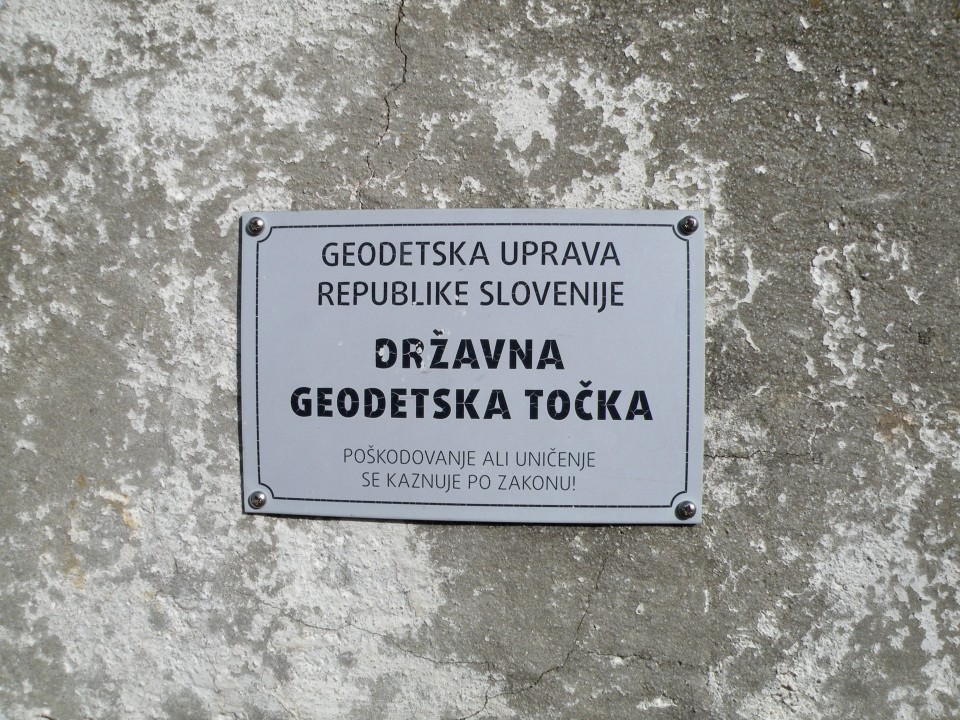 GEODETSKA UPRAVA
REPUBLIKE SLOVENIJE
DRŽAVNA
GEODETSKA TOČKA
POŠKODOVANJE ALI UNIČENJE
SE KAZNUJE PO ZAKONU!